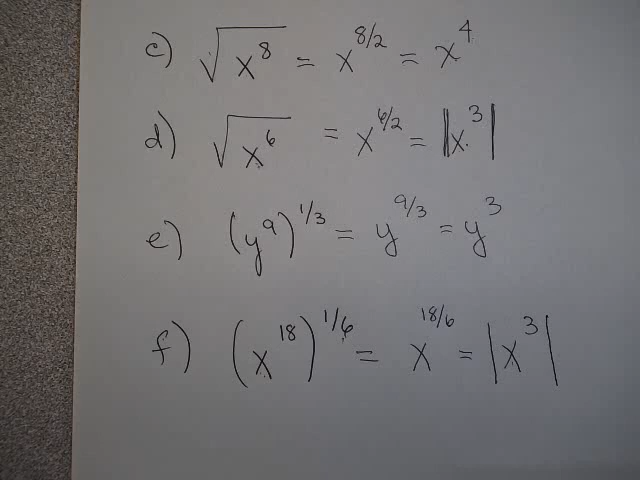 c) √x⁸ = x^8/2 = x⁴
d) √x⁶ = x^6/2 = |x³|
e) (y⁹)^1/3 = y^9/3 = y³
f) (x¹⁸)^1/6 = x^18/6 = |x³|